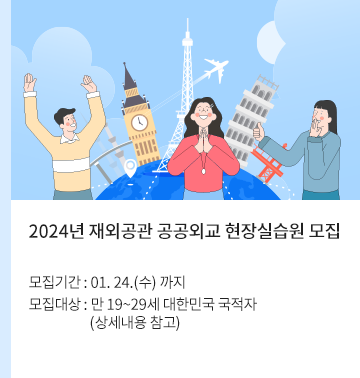 2024년 재외공관 공공외교 현장실습원 모집
모집기간 : 01. 24.(수) 까지
모집대상 : 만 19~29세 대한민국 국적자
(상세내용 참고)